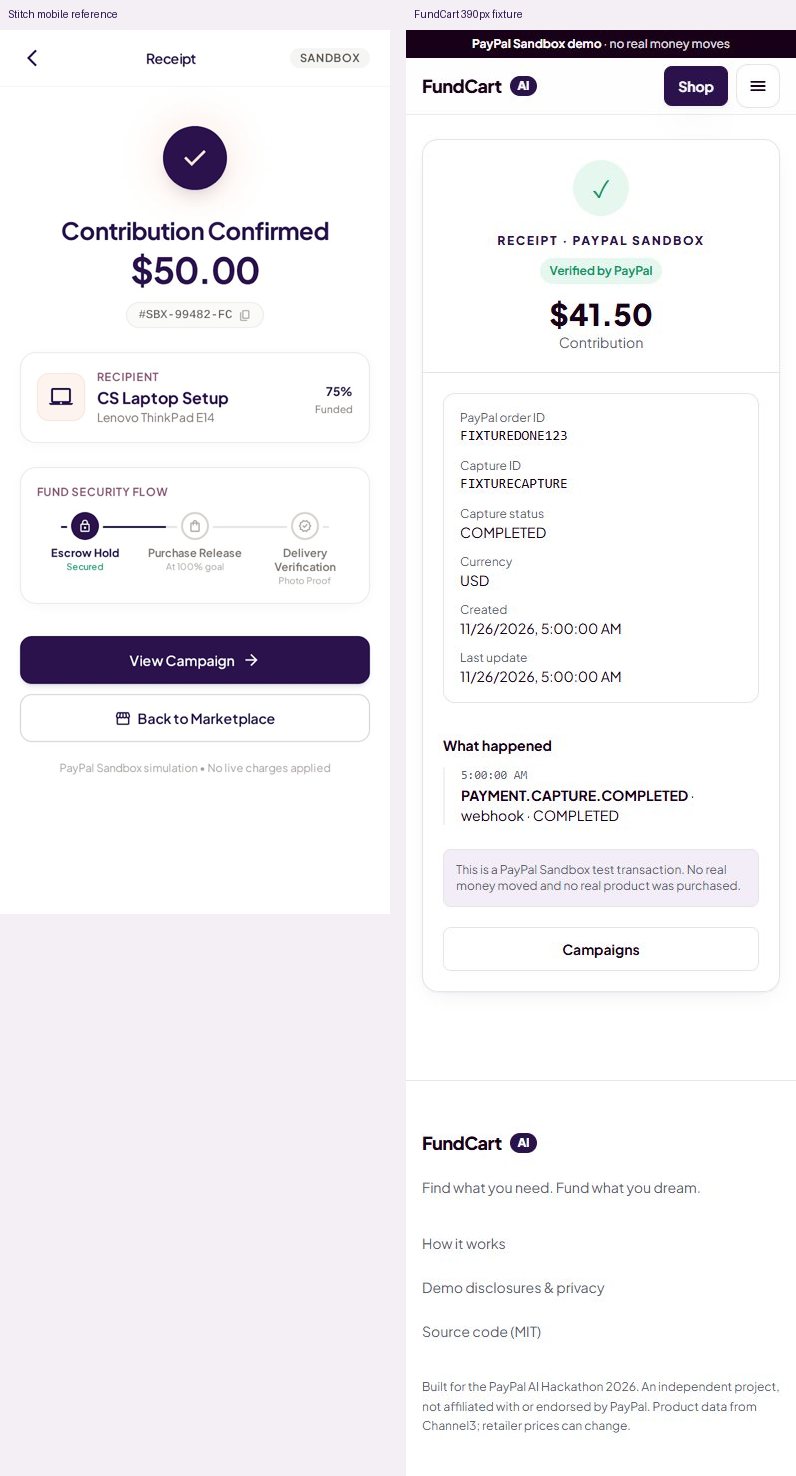 Stitch mobile reference
Receipt
SANDBOX
Contribution Confirmed
$50.00
#SBX-99482-FC
RECIPIENT
CS Laptop Setup
Lenovo ThinkPad E14
75%
Funded
FUND SECURITY FLOW
Escrow Hold
Secured
Purchase Release
At 100% goal
Delivery
Verification
Photo Proof
View Campaign
Back to Marketplace
PayPal Sandbox simulation • No live charges applied
FundCart 390px fixture
PayPal Sandbox demo · no real money moves
FundCart AI
Shop
RECEIPT · PAYPAL SANDBOX
Verified by PayPal
$41.50
Contribution
PayPal order ID
FIXTUREDONE123
Capture ID
FIXTURECAPTURE
Capture status
COMPLETED
Currency
USD
Created
11/26/2026, 5:00:00 AM
Last update
11/26/2026, 5:00:00 AM
What happened
5:00:00 AM
PAYMENT.CAPTURE.COMPLETED ·
webhook · COMPLETED
This is a PayPal Sandbox test transaction. No real
money moved and no real product was purchased.
Campaigns
FundCart AI
Find what you need. Fund what you dream.
How it works
Demo disclosures & privacy
Source code (MIT)
Built for the PayPal AI Hackathon 2026. An independent project,
not affiliated with or endorsed by PayPal. Product data from
Channel3; retailer prices can change.